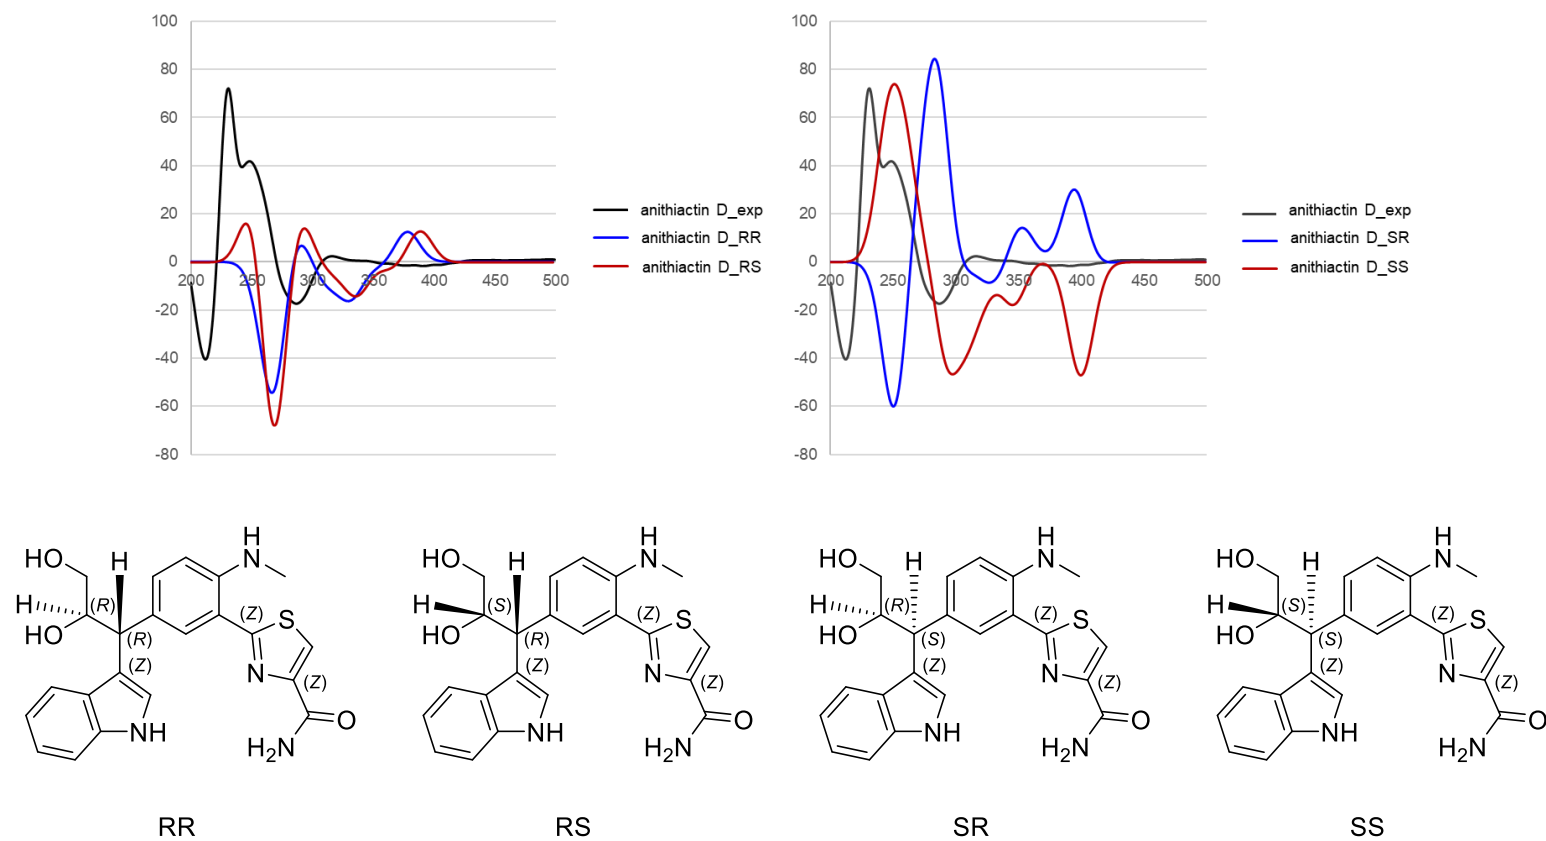 100
80
60
40
20
0
-20
-40
-60
-80
200 250 300 350 400 450 500
anithiactin D_exp
anithiactin D_RR
anithiactin D_RS
100
80
60
40
20
0
-20
-40
-60
-80
200 250 300 350 400 450 500
anithiactin D_exp
anithiactin D_SR
anithiactin D_SS
HO H H N
H (R) (Z) S
HO (R)
(Z) N (Z)
NH O
H2N
RR
HO H H N
H (S) (Z) S
HO (R)
(Z) N (Z)
NH O
H2N
RS
HO H H N
H (R) (Z) S
HO (S)
(Z) N (Z)
NH O
H2N
SR
HO H H N
H (S) (Z) S
HO (S)
(Z) N (Z)
NH O
H2N
SS